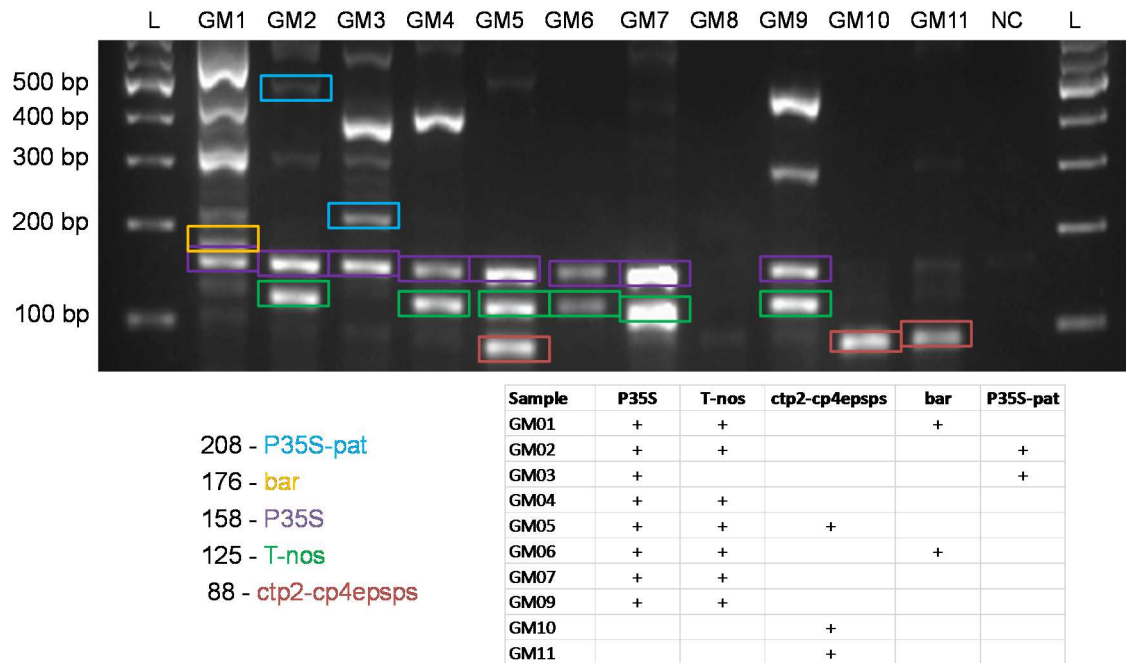 L GM1 GM2 GM3 GM4 GM5 GM6 GM7 GM8 GM9 GM10 GM11 NC L
500 bp
400 bp
300 bp
200 bp
100 bp
208 - P35S-pat
176 - bar
158 - P35S
125 - T-nos
88 - ctp2-cp4epsps
Sample P35S T-nos ctp2-cp4epsps bar P35S-pat
GM01 + + +
GM02 + + +
GM03 + +
GM04 + +
GM05 + + +
GM06 + + +
GM07 + +
GM09 + +
GM10 +
GM11 +